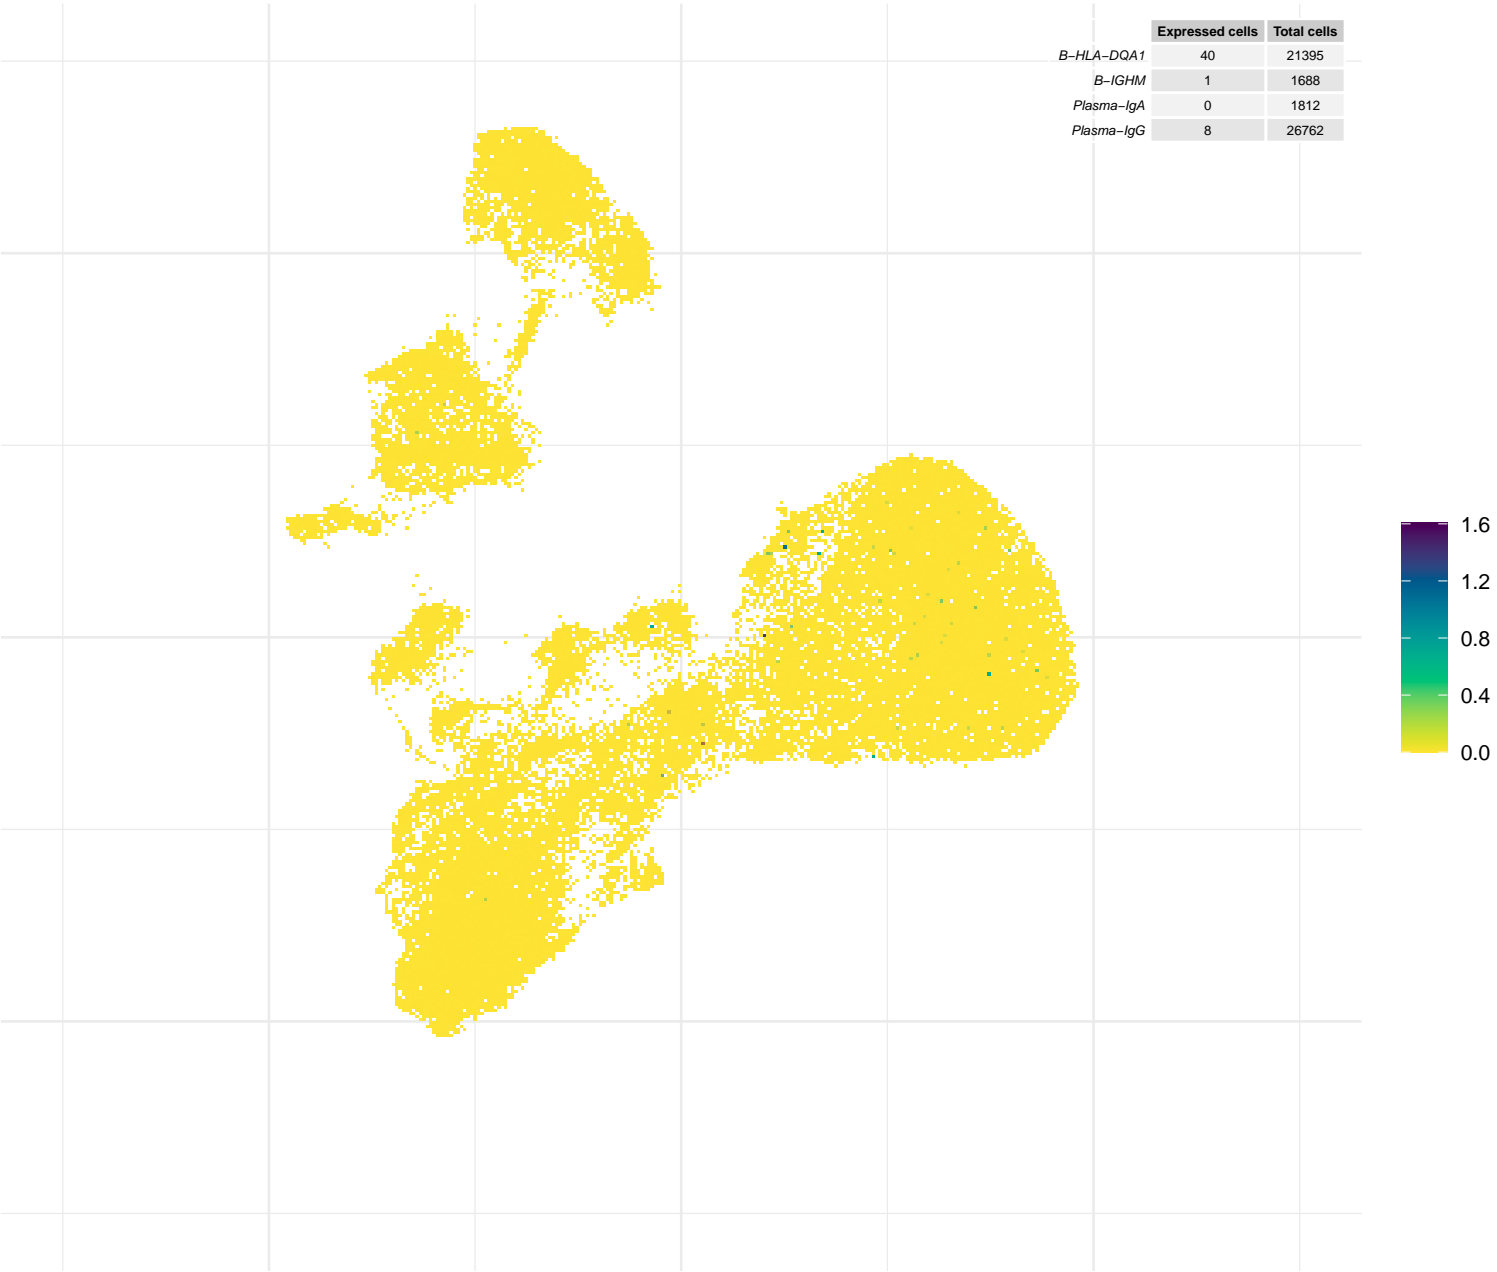 Expressed cells Total cells
B−HLA−DQA1 40 21395
B−IGHM 1 1688
Plasma−IgA 0 1812
Plasma−IgG 8 26762
1.6
1.2
0.8
0.4
0.0